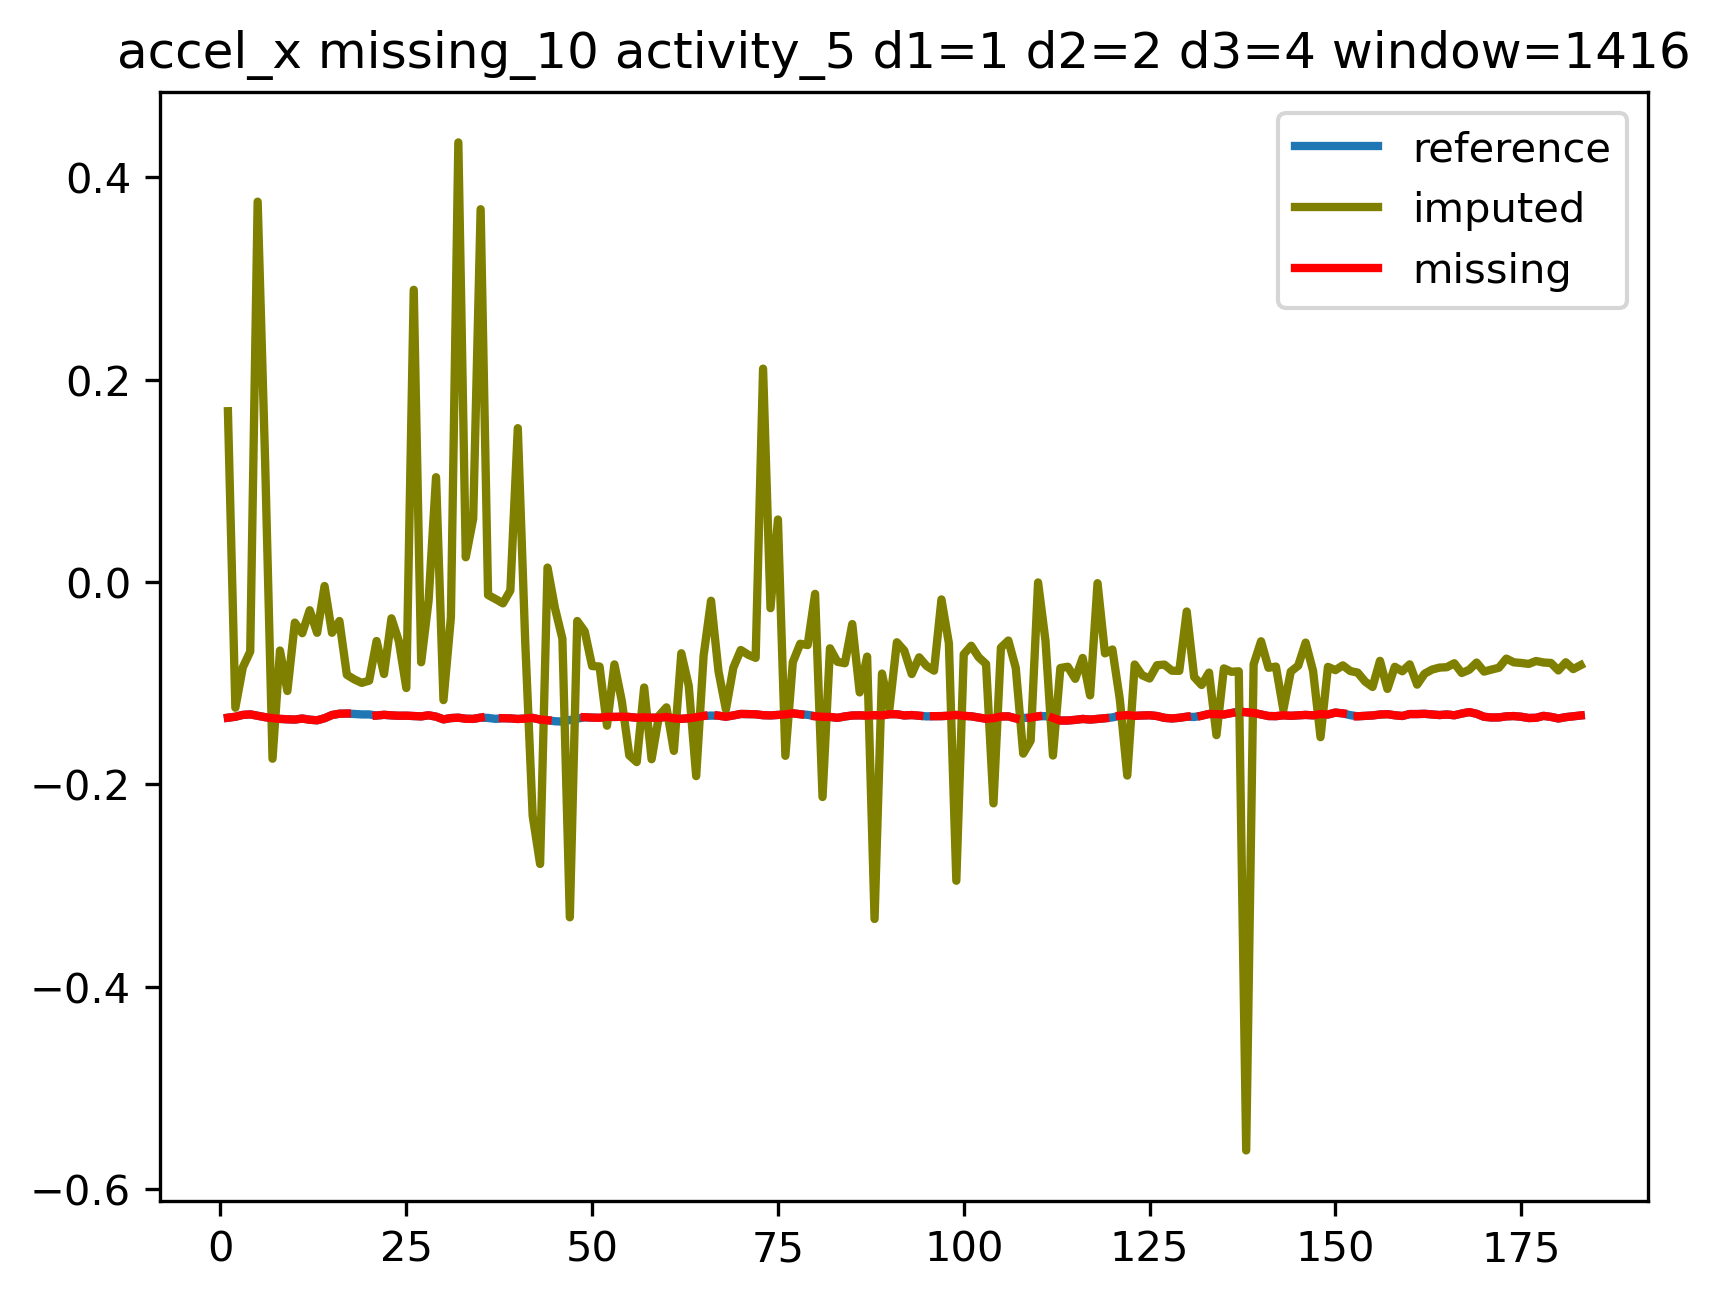 accel_x missing_10 activity_5 d1=1 d2=2 d3=4 window=1416
reference
imputed
missing
0.4
0.2
0.0
−0.2
−0.4
−0.6
0 25 50 75 100 125 150 175